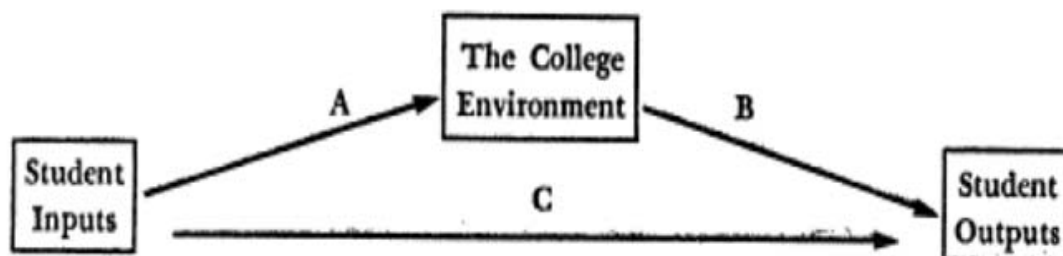 The College
Environment
A
B
Student
Inputs
C
Student
Outputs